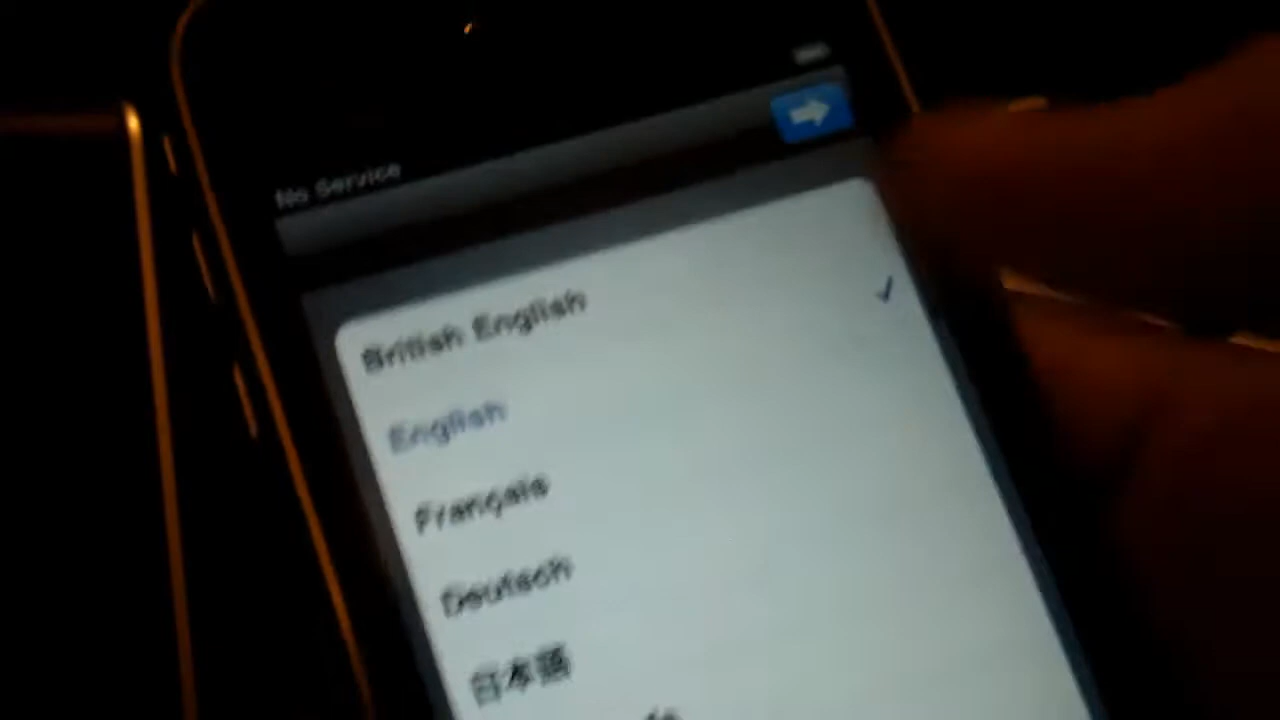 No Service
British English
English
Français
Deutsch
日本語